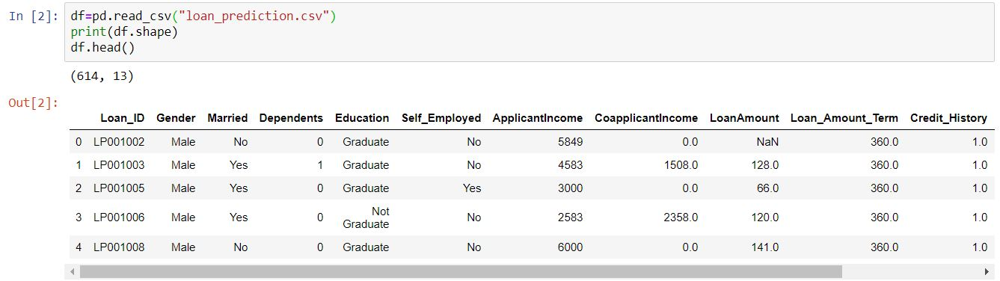 In [2]: df=pd.read_csv("loan_prediction.csv")
print(df.shape)
df.head()
(614, 13)
Out[2]:
Loan_ID Gender Married Dependents Education Self_Employed ApplicantIncome CoapplicantIncome LoanAmount Loan_Amount_Term Credit_History
0 LP001002 Male No 0 Graduate No 5849 0.0 NaN 360.0 1.0
1 LP001003 Male Yes 1 Graduate No 4583 1508.0 128.0 360.0 1.0
2 LP001005 Male Yes 0 Graduate Yes 3000 0.0 66.0 360.0 1.0
3 LP001006 Male Yes 0 Not Graduate No 2583 2358.0 120.0 360.0 1.0
4 LP001008 Male No 0 Graduate No 6000 0.0 141.0 360.0 1.0